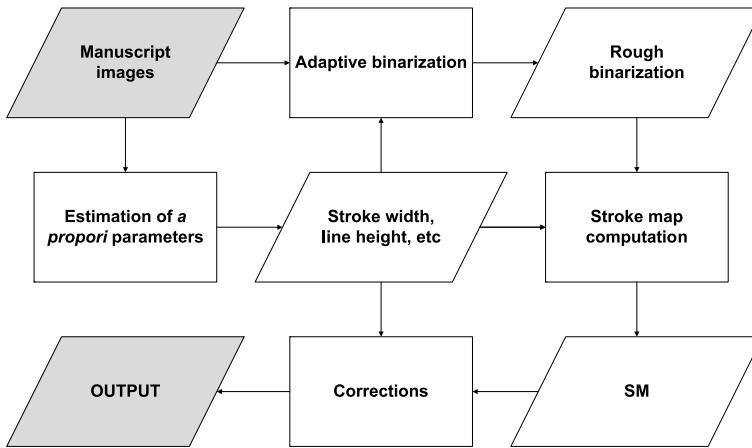 Manuscript
images
Adaptive binarization
Rough
binarization
Estimation of a
propori parameters
Stroke width,
line height, etc
Stroke map
computation
OUTPUT
Corrections
SM